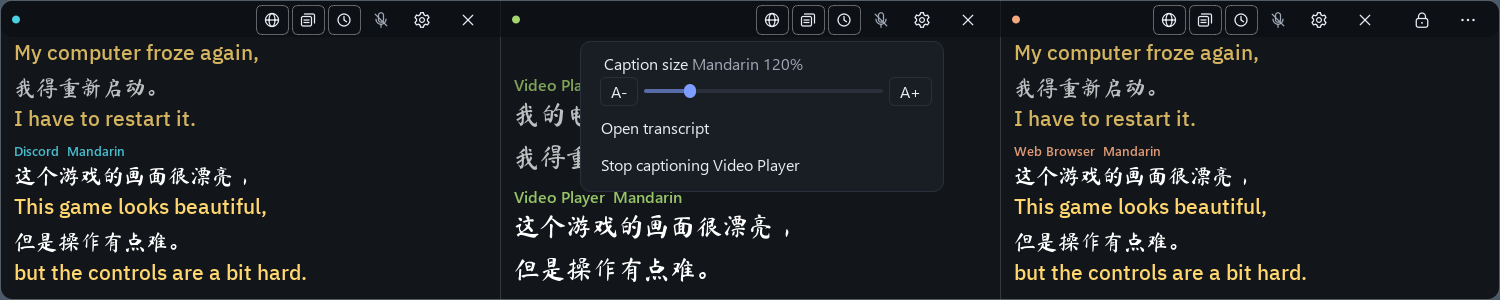 My computer froze again,
我得重新启动。
I have to restart it.
Discord Mandarin
这个游戏的画面很漂亮，
This game looks beautiful,
但是操作有点难。
but the controls are a bit hard.
Caption size Mandarin 120%
A- A+
Open transcript
Stop captioning Video Player
Video Pla
我的
我得
Video Player Mandarin
这个游戏的画面很漂亮，
但是操作有点难。
My computer froze again,
我得重新启动。
I have to restart it.
Web Browser Mandarin
这个游戏的画面很漂亮，
This game looks beautiful,
但是操作有点难。
but the controls are a bit hard.